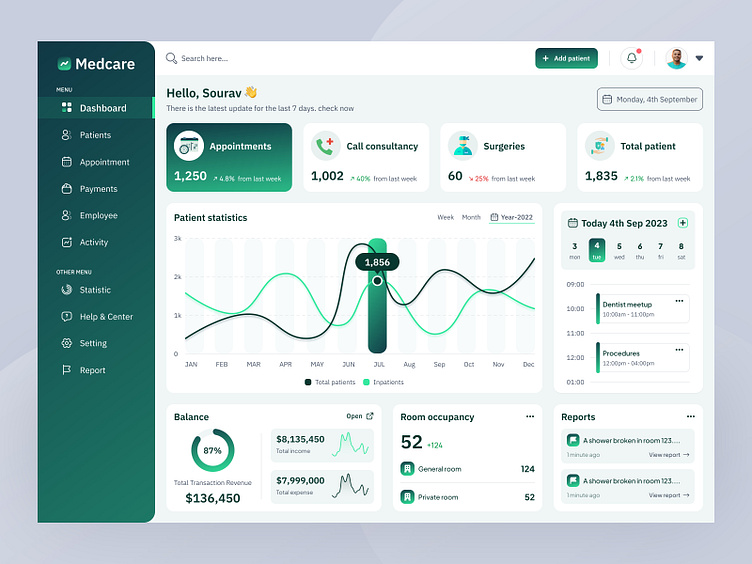 Medcare
MENU
Dashboard
Patients
Appointment
Payments
Employee
Activity
OTHER MENU
Statistic
Help & Center
Setting
Report
Search here...
+ Add patient
Hello, Sourav 👋
There is the latest update for the last 7 days. check now
Monday, 4th September
Appointments
1,250 ↗ 4.8% from last week
Call consultancy
1,002 ↗ 40% from last week
Surgeries
60 ↘ 25% from last week
Total patient
1,835 ↗ 2.1% from last week
Patient statistics
Week Month Year-2022
3k
2k
1k
0
1,856
JAN FEB MAR APR MAY JUN JUL Aug Sep Oct Nov Dec
Total patients Inpatients
Today 4th Sep 2023
3 4 5 6 7 8
mon tue wed thu fri sat
09:00
Dentist meetup
10:00am - 11:00pm
10:00
11:00
Procedures
12:00pm - 04:00pm
12:00
01:00
Balance
Open
87%
Total Transaction Revenue
$136,450
$8,135,450
Total income
$7,999,000
Total expense
Room occupancy
52 +124
General room 124
Private room 52
Reports
A shower broken in room 123....
1 minute ago View report →
A shower broken in room 123....
1 minute ago View report →